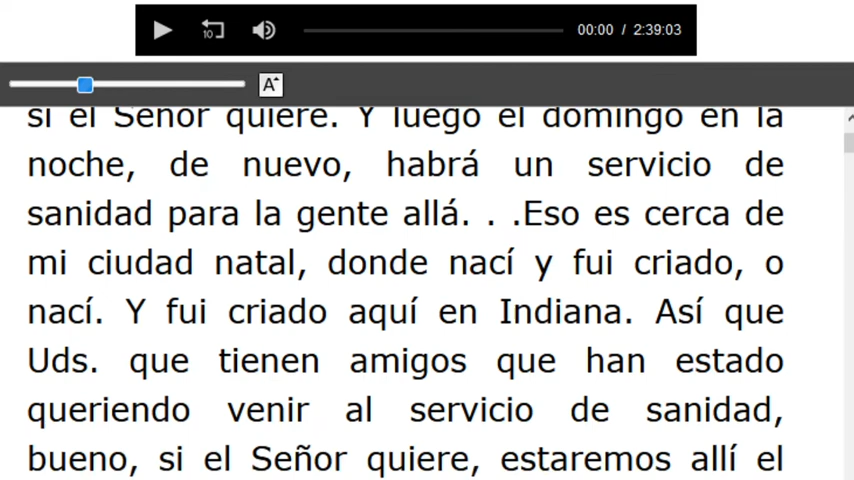 10
00:00 / 2:39:03
A
si el Señor quiere. Y luego el domingo en la
noche, de nuevo, habrá un servicio de
sanidad para la gente allá. . .Eso es cerca de
mi ciudad natal, donde nací y fui criado, o
nací. Y fui criado aquí en Indiana. Así que
Uds. que tienen amigos que han estado
queriendo venir al servicio de sanidad,
bueno, si el Señor quiere, estaremos allí el